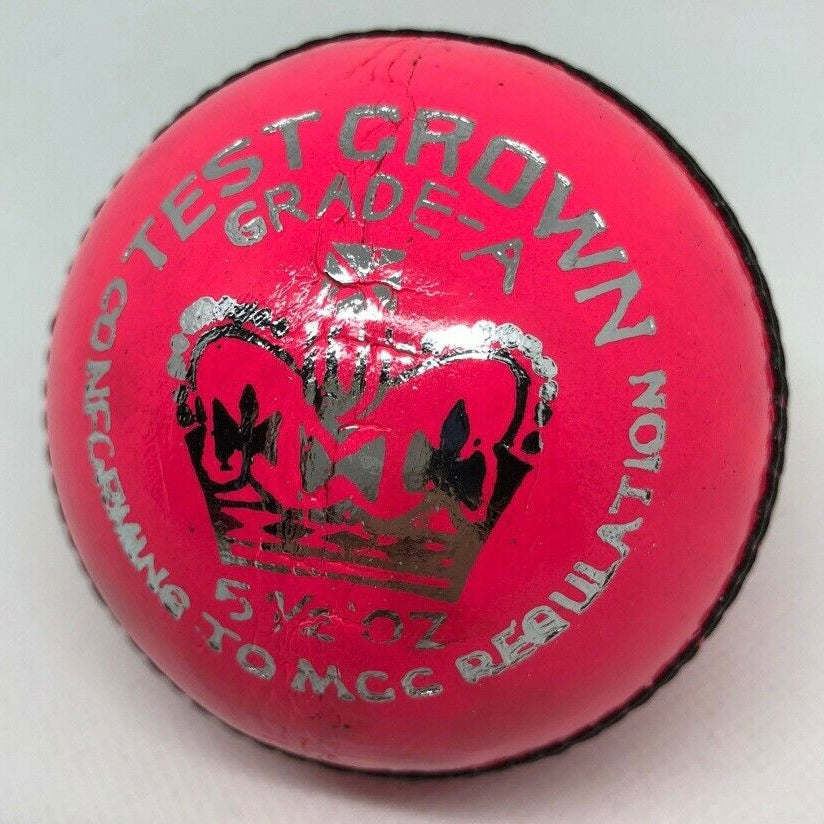 TEST CROWN
GRADE-A
5 ½ OZ
CONFORMING TO MCC REGULATION